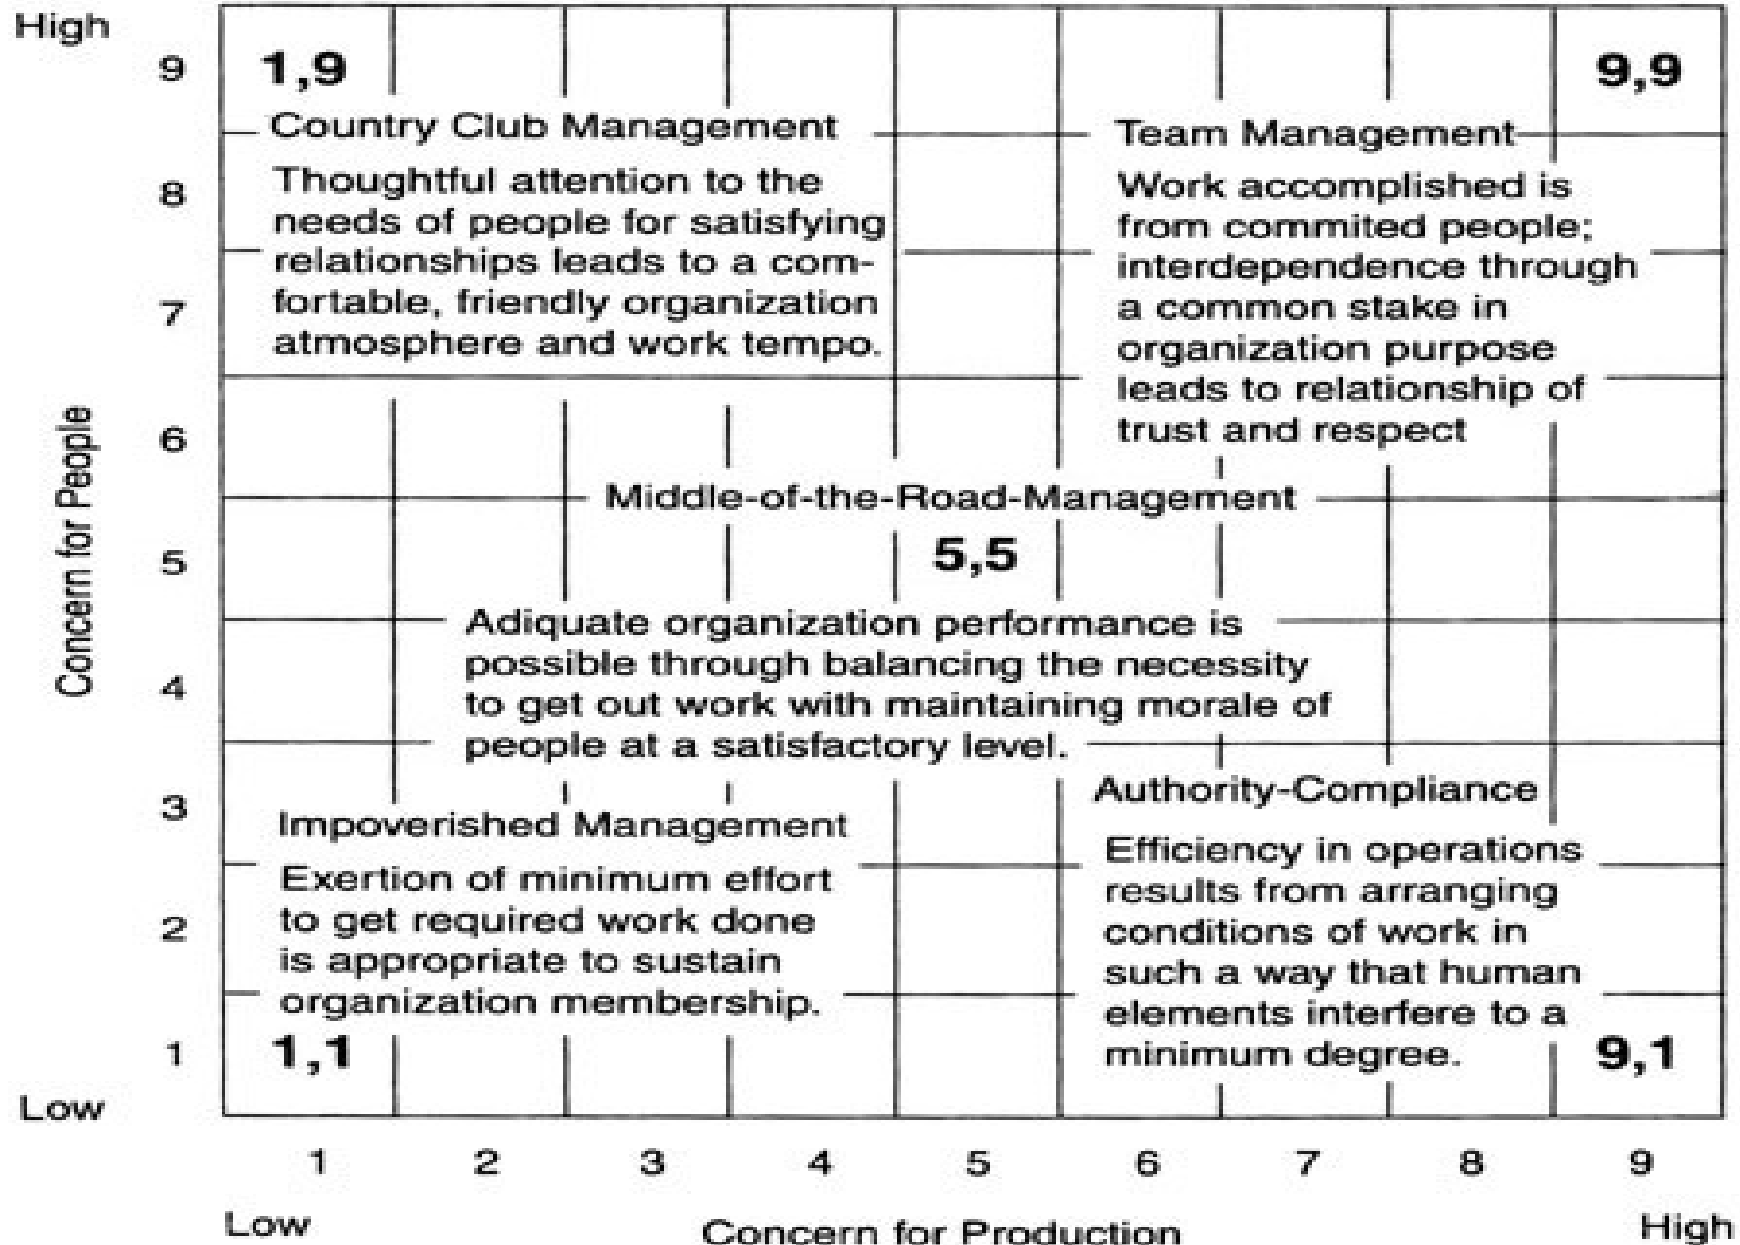 High
9
1,9
9,9
Country Club Management
Thoughtful attention to the
needs of people for satisfying
relationships leads to a com-
fortable, friendly organization
atmosphere and work tempo.
Team Management
Work accomplished is
from commited people;
interdependence through
a common stake in
organization purpose
leads to relationship of
trust and respect
8
7
6
Concern for People
Middle-of-the-Road-Management
5
5,5
Adiquate organization performance is
possible through balancing the necessity
to get out work with maintaining morale of
people at a satisfactory level.
4
3
Impoverished Management
Exertion of minimum effort
to get required work done
is appropriate to sustain
organization membership.
1,1
Authority-Compliance
Efficiency in operations
results from arranging
conditions of work in
such a way that human
elements interfere to a
minimum degree.
9,1
2
1
Low
1 2 3 4 5 6 7 8 9
Low
Concern for Production
High